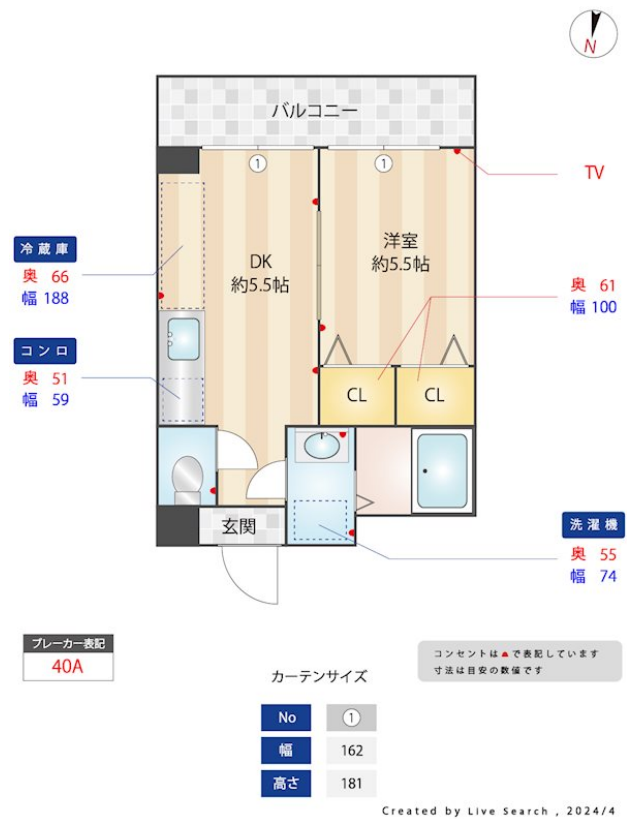 N
バルコニー
①
①
TV
洋室
約5.5帖
DK
約5.5帖
冷蔵庫
奥 66
幅 188
奥 61
幅 100
コンロ
奥 51
幅 59
CL
CL
玄関
洗濯機
奥 55
幅 74
ブレーカー表記
40A
コンセントは▲で表記しています
寸法は目安の数値です
カーテンサイズ
No ①
幅 162
高さ 181
Created by Live Search , 2024/4